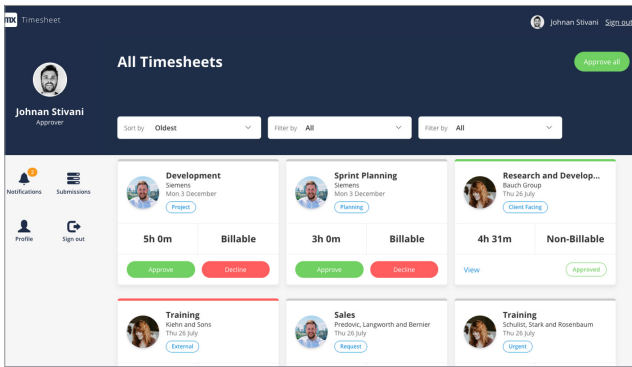 mx Timesheet
Johnan Stivani Sign out
All Timesheets
Approve all
Johnan Stivani
Approver
Sort by Oldest
Filter by All
Filter by All
2
Notifications
Submissions
Profile
Sign out
Development
Siemens
Mon 3 December
Project
5h 0m
Billable
Approve
Decline
Sprint Planning
Siemens
Mon 3 December
Planning
3h 0m
Billable
Approve
Decline
Research and Develop...
Bauch Group
Thu 26 July
Client Facing
4h 31m
Non-Billable
View
Approved
Training
Kiehn and Sons
Thu 26 July
External
Sales
Predovic, Langworth and Bernier
Thu 26 July
Request
Training
Schulist, Stark and Rosenbaum
Thu 26 July
Urgent